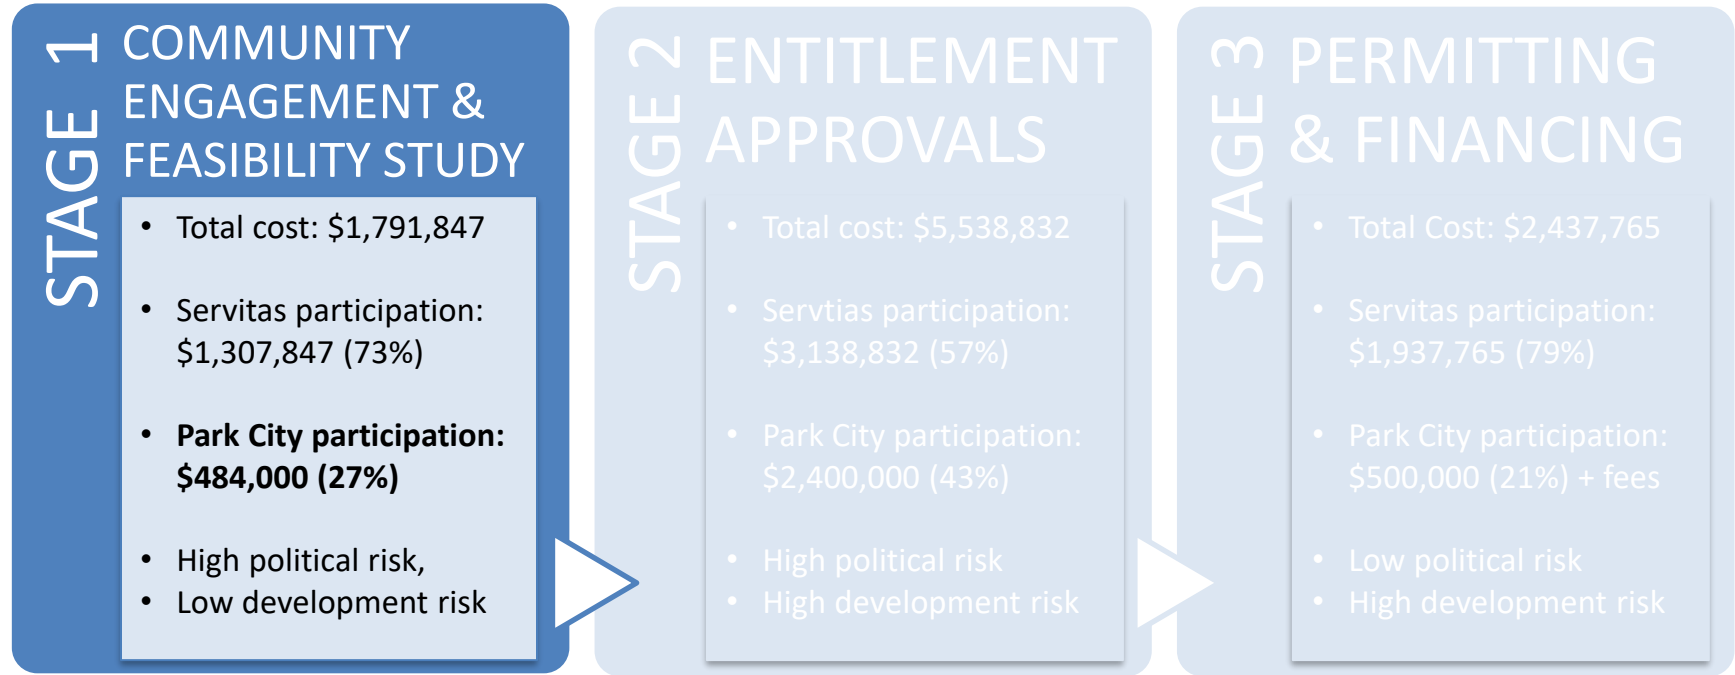 STAGE 1
COMMUNITY
ENGAGEMENT &
FEASIBILITY STUDY
• Total cost: $1,791,847
• Servitas participation:
$1,307,847 (73%)
• Park City participation:
$484,000 (27%)
• High political risk,
• Low development risk
STAGE 2
ENTITLEMENT
APPROVALS
• Total cost: $5,538,832
• Servtias participation:
$3,138,832 (57%)
• Park City participation:
$2,400,000 (43%)
• High political risk
• High development risk
STAGE 3
PERMITTING
& FINANCING
• Total Cost: $2,437,765
• Servitas participation:
$1,937,765 (79%)
• Park City participation:
$500,000 (21%) + fees
• Low political risk
• High development risk